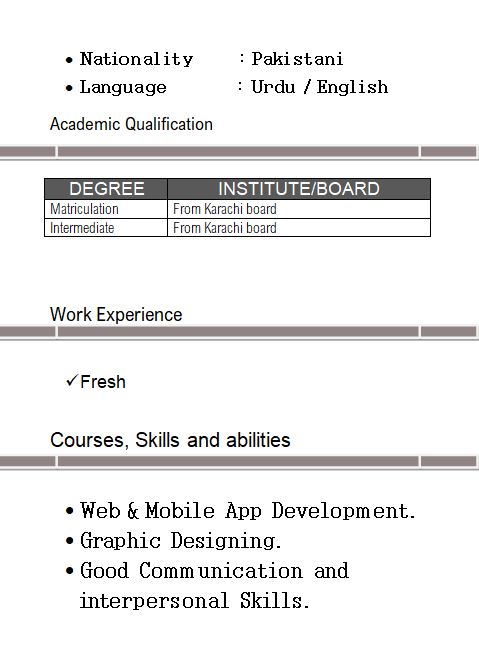 • Nationality : Pakistani
• Language : Urdu / English
Academic Qualification
DEGREE INSTITUTE/BOARD
Matriculation From Karachi board
Intermediate From Karachi board
Work Experience
✓Fresh
Courses, Skills and abilities
• Web & Mobile App Development.
• Graphic Designing.
• Good Communication and
interpersonal Skills.